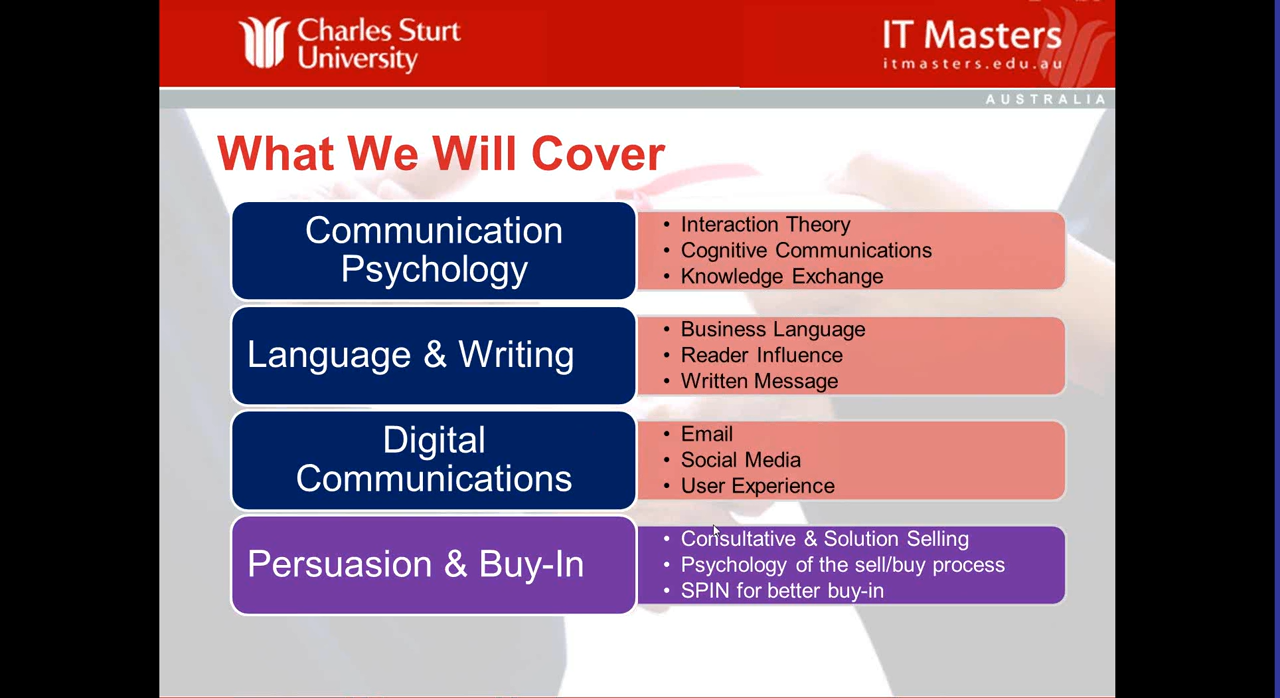 Charles Sturt
University
IT Masters
itmasters.edu.au
AUSTRALIA
What We Will Cover
Communication
Psychology
• Interaction Theory
• Cognitive Communications
• Knowledge Exchange
Language & Writing
• Business Language
• Reader Influence
• Written Message
Digital
Communications
• Email
• Social Media
• User Experience
Persuasion & Buy-In
• Consultative & Solution Selling
• Psychology of the sell/buy process
• SPIN for better buy-in